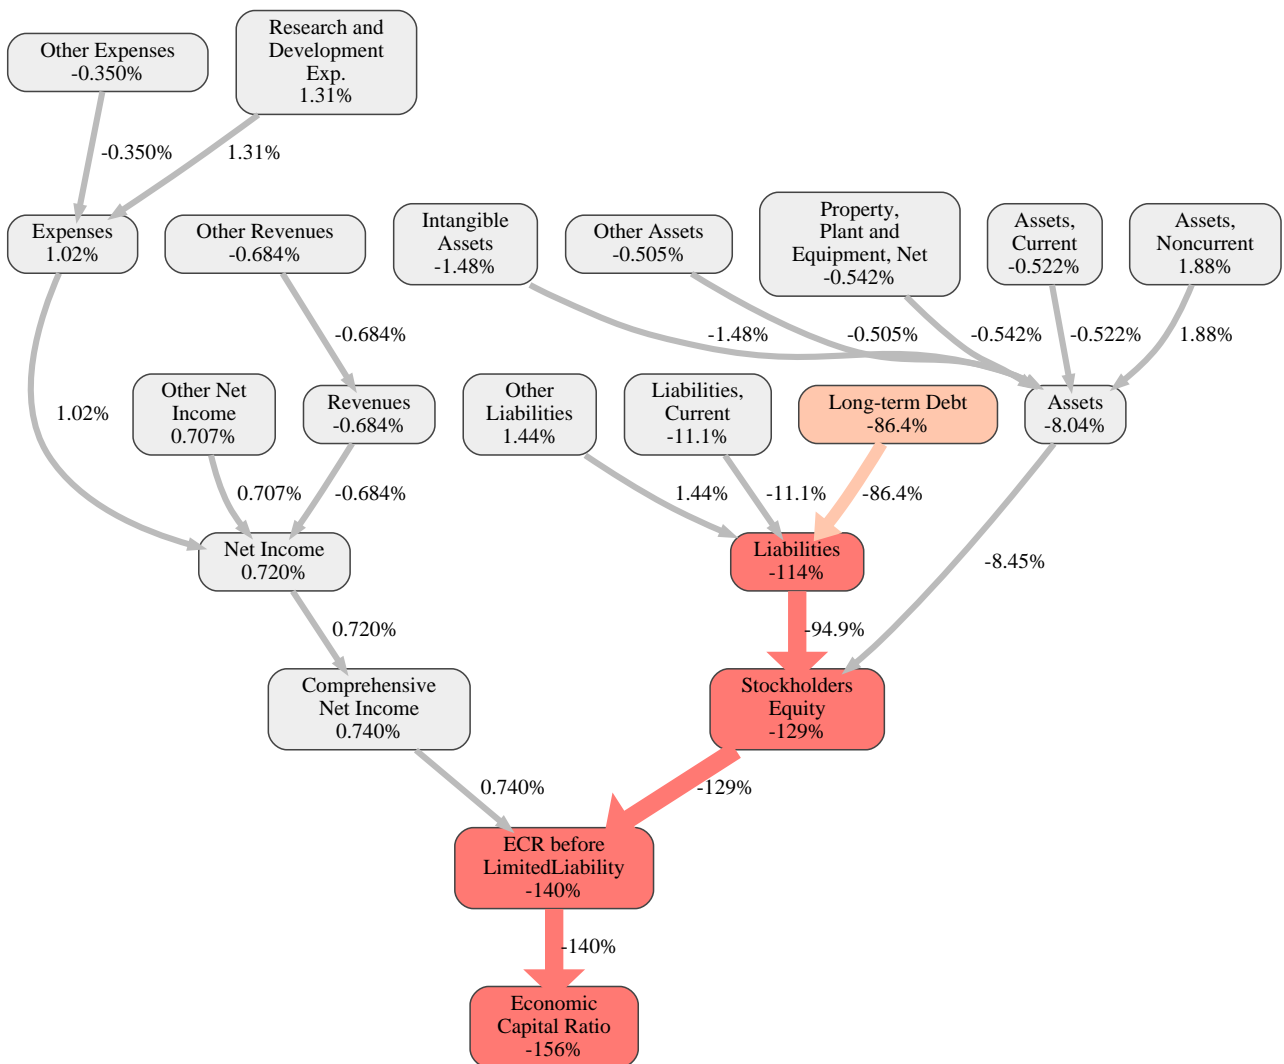 Other Expenses
-0.350%
Research and
Development
Exp.
1.31%
-0.350%
1.31%
Expenses
1.02%
Other Revenues
-0.684%
Intangible
Assets
-1.48%
Other Assets
-0.505%
Property,
Plant and
Equipment, Net
-0.542%
Assets,
Current
-0.522%
Assets,
Noncurrent
1.88%
-0.684%
-1.48%
-0.505%
-0.542%
-0.522%
1.88%
1.02%
Other Net
Income
0.707%
Revenues
-0.684%
Other
Liabilities
1.44%
Liabilities,
Current
-11.1%
Long-term Debt
-86.4%
Assets
-8.04%
0.707%
-0.684%
1.44%
-11.1%
-86.4%
Net Income
0.720%
Liabilities
-114%
-8.45%
0.720%
-94.9%
Comprehensive
Net Income
0.740%
Stockholders
Equity
-129%
0.740%
-129%
ECR before
LimitedLiability
-140%
-140%
Economic
Capital Ratio
-156%